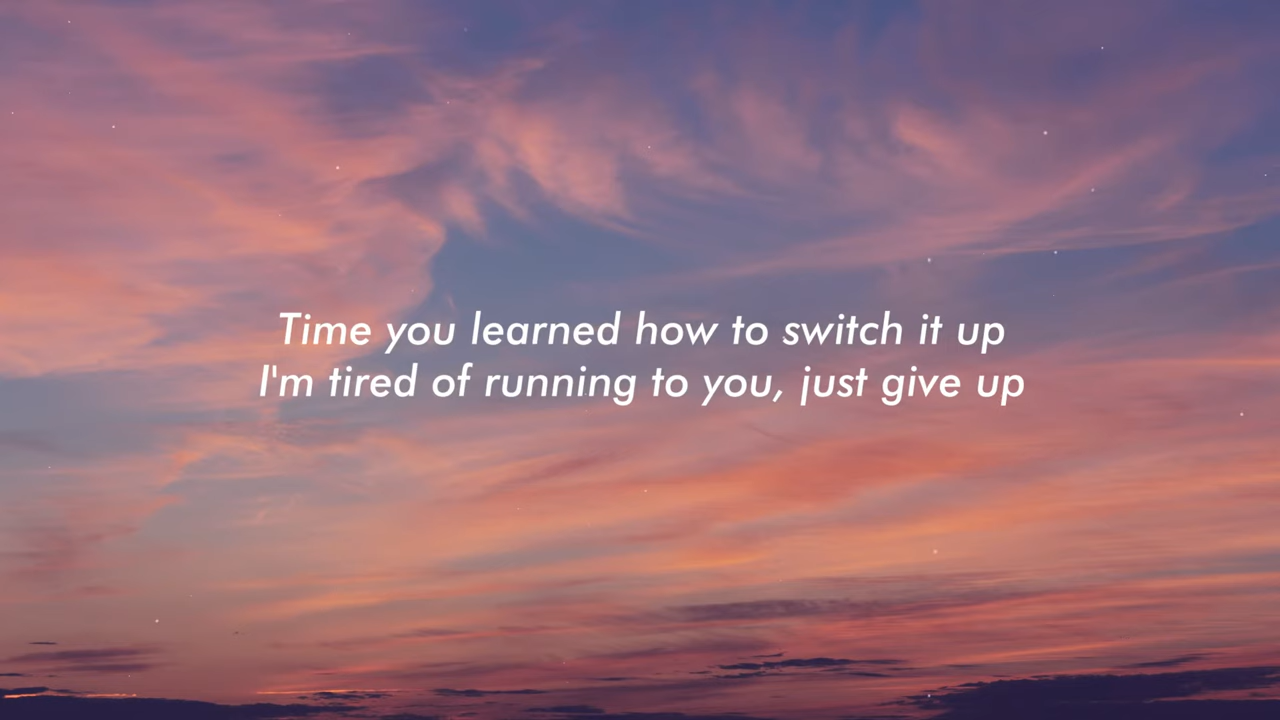 Time you learned how to switch it up
I'm tired of running to you, just give up